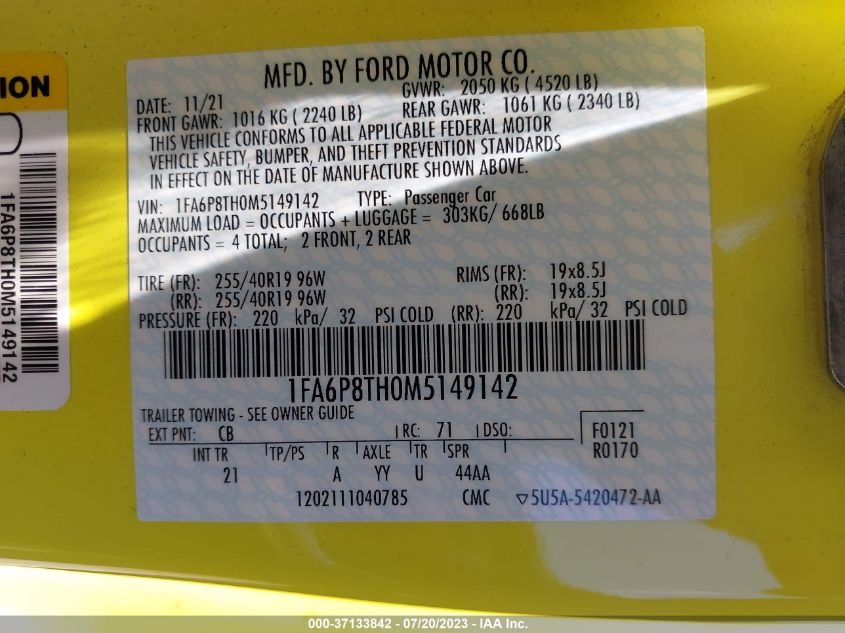 MFD. BY FORD MOTOR CO.
DATE: 11/21 GVWR: 2050 KG ( 4520 LB)
FRONT GAWR: 1016 KG ( 2240 LB) REAR GAWR: 1061 KG ( 2340 LB)
THIS VEHICLE CONFORMS TO ALL APPLICABLE FEDERAL MOTOR
VEHICLE SAFETY, BUMPER, AND THEFT PREVENTION STANDARDS
IN EFFECT ON THE DATE OF MANUFACTURE SHOWN ABOVE.
VIN: 1FA6P8TH0M5149142 TYPE: Passenger Car
MAXIMUM LOAD = OCCUPANTS + LUGGAGE = 303KG/ 668LB
OCCUPANTS = 4 TOTAL; 2 FRONT, 2 REAR
TIRE (FR): 255/40R19 96W RIMS (FR): 19x8.5J
(RR): 255/40R19 96W (RR): 19x8.5J
PRESSURE (FR): 220 kPa/ 32 PSI COLD (RR): 220 kPa/ 32 PSI COLD
1FA6P8TH0M5149142
TRAILER TOWING - SEE OWNER GUIDE
EXT PNT: CB RC: 71 DSO: F0121
INT TR TP/PS R AXLE TR SPR R0170
21 A YY U 44AA
1202111040785 CMC ▽5U5A-5420472-AA
ION
1FA6P8TH0M5149142
000-37133842 / 07/20/2023 - IAA Inc.